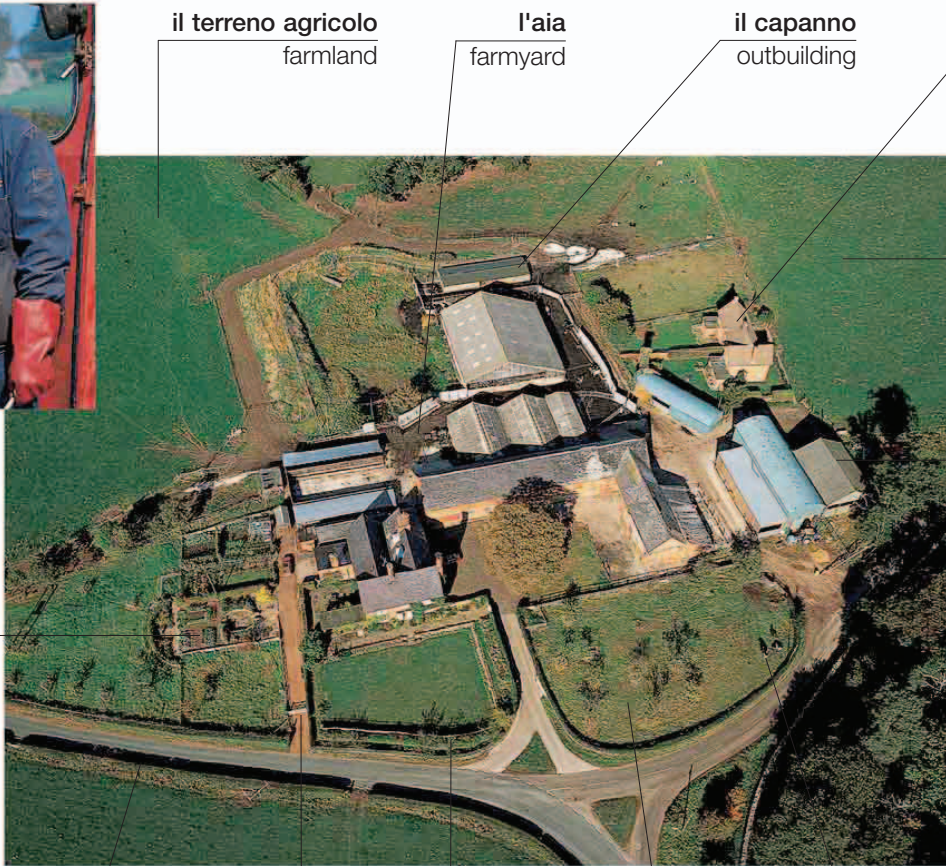 il terreno agricolo
farmland
l'aia
farmyard
il capanno
outbuilding